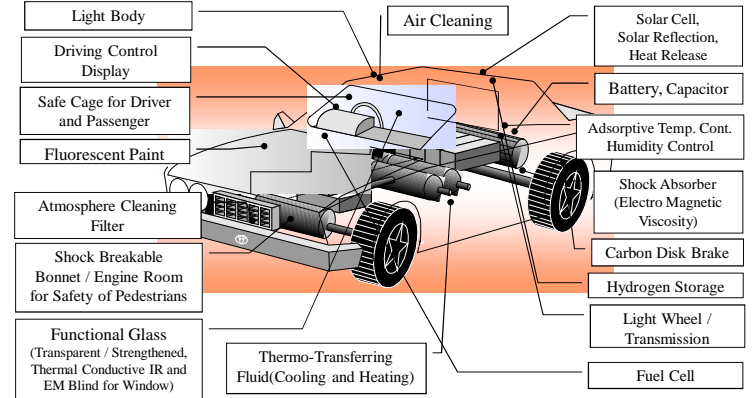 Light Body
Air Cleaning
Solar Cell,
Solar Reflection,
Heat Release
Driving Control
Display
Battery, Capacitor
Safe Cage for Driver
and Passenger
Adsorptive Temp. Cont.
Humidity Control
Fluorescent Paint
Shock Absorber
(Electro Magnetic
Viscosity)
Atmosphere Cleaning
Filter
Carbon Disk Brake
Shock Breakable
Bonnet / Engine Room
for Safety of Pedestrians
Hydrogen Storage
Light Wheel /
Transmission
Functional Glass
(Transparent / Strengthened,
Thermal Conductive IR and
EM Blind for Window)
Thermo-Transferring
Fluid(Cooling and Heating)
Fuel Cell